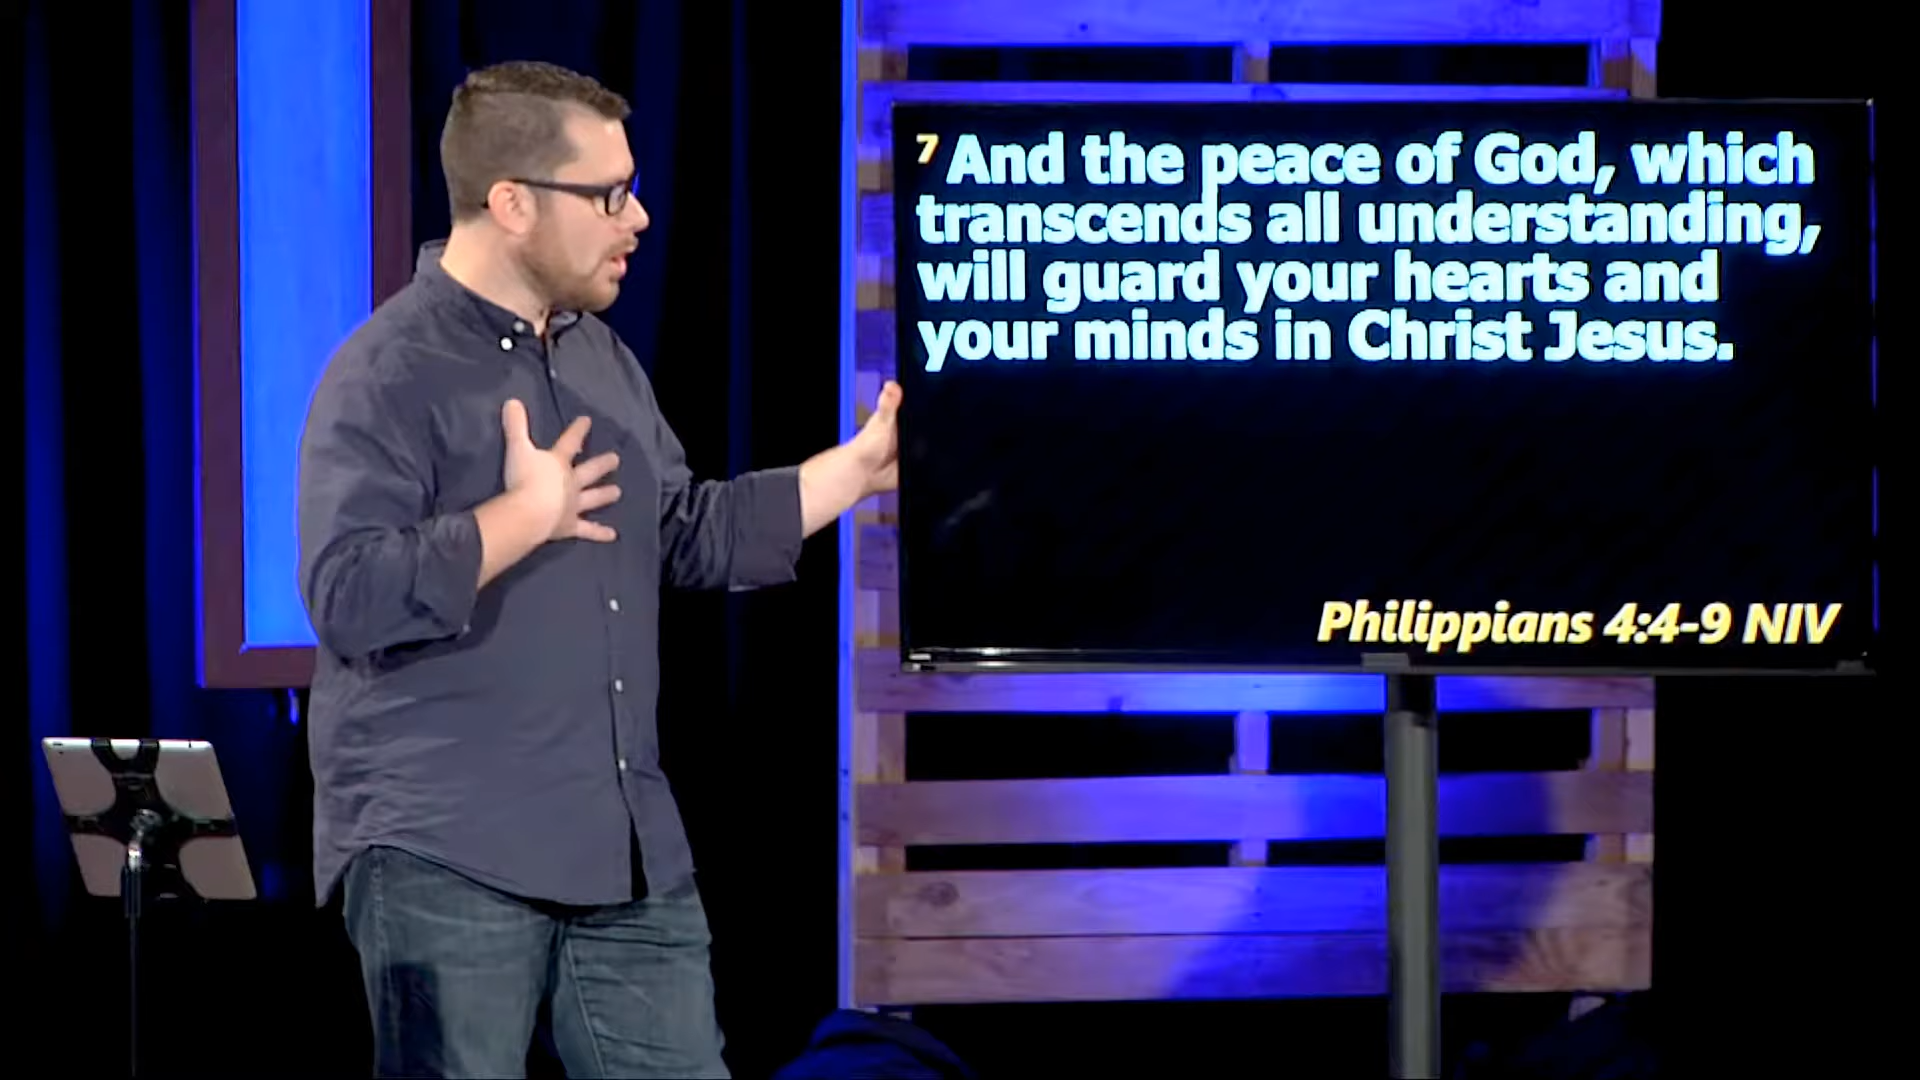 7 And the peace of God, which
transcends all understanding,
will guard your hearts and
your minds in Christ Jesus.
Philippians 4:4-9 NIV